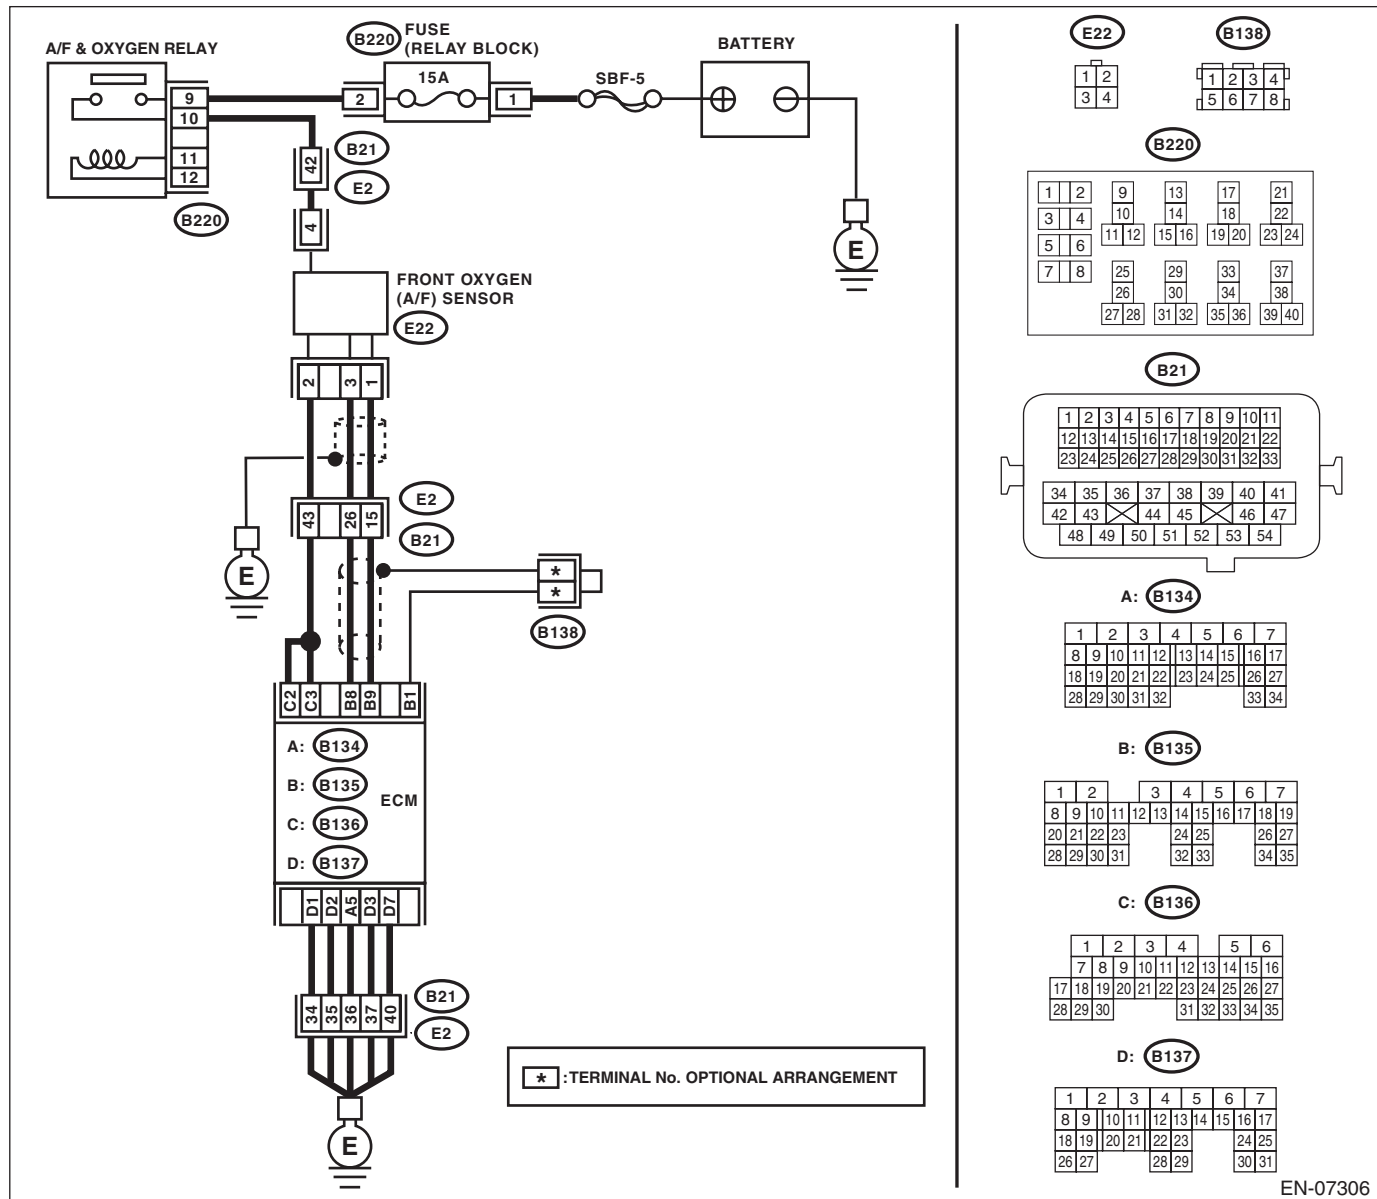 A/F & OXYGEN RELAY
B220
FUSE
(RELAY BLOCK)
15A
SBF-5
BATTERY
9
10
11
12
2
1
B220
42
B21
E2
4
FRONT OXYGEN
(A/F) SENSOR
E22
E
2 3 1
E
43 26 15
E2
B21
*
*
B138
C2 C3 B8 B9 B1
A: B134
B: B135
C: B136
D: B137
ECM
D1 D2 A5 D3 D7
34 35 36 37 40
B21
E2
E
* :TERMINAL No. OPTIONAL ARRANGEMENT
E22
1 2
3 4
B138
1 2 3 4
5 6 7 8
B220
1 2 9 13 17 21
3 4 10 14 18 22
5 6 11 12 15 16 19 20 23 24
7 8 25 29 33 37
26 30 34 38
27 28 31 32 35 36 39 40
B21
1 2 3 4 5 6 7 8 9 10 11
12 13 14 15 16 17 18 19 20 21 22
23 24 25 26 27 28 29 30 31 32 33
34 35 36 37 38 39 40 41
42 43 44 45 46 47
48 49 50 51 52 53 54
A: B134
1 2 3 4 5 6 7
8 9 10 11 12 13 14 15 16 17
18 19 20 21 22 23 24 25 26 27
28 29 30 31 32 33 34
B: B135
1 2 3 4 5 6 7
8 9 10 11 12 13 14 15 16 17 18 19
20 21 22 23 24 25 26 27
28 29 30 31 32 33 34 35
C: B136
1 2 3 4 5 6
7 8 9 10 11 12 13 14 15 16
17 18 19 20 21 22 23 24 25 26 27
28 29 30 31 32 33 34 35
D: B137
1 2 3 4 5 6 7
8 9 10 11 12 13 14 15 16 17
18 19 20 21 22 23 24 25
26 27 28 29 30 31
EN-07306